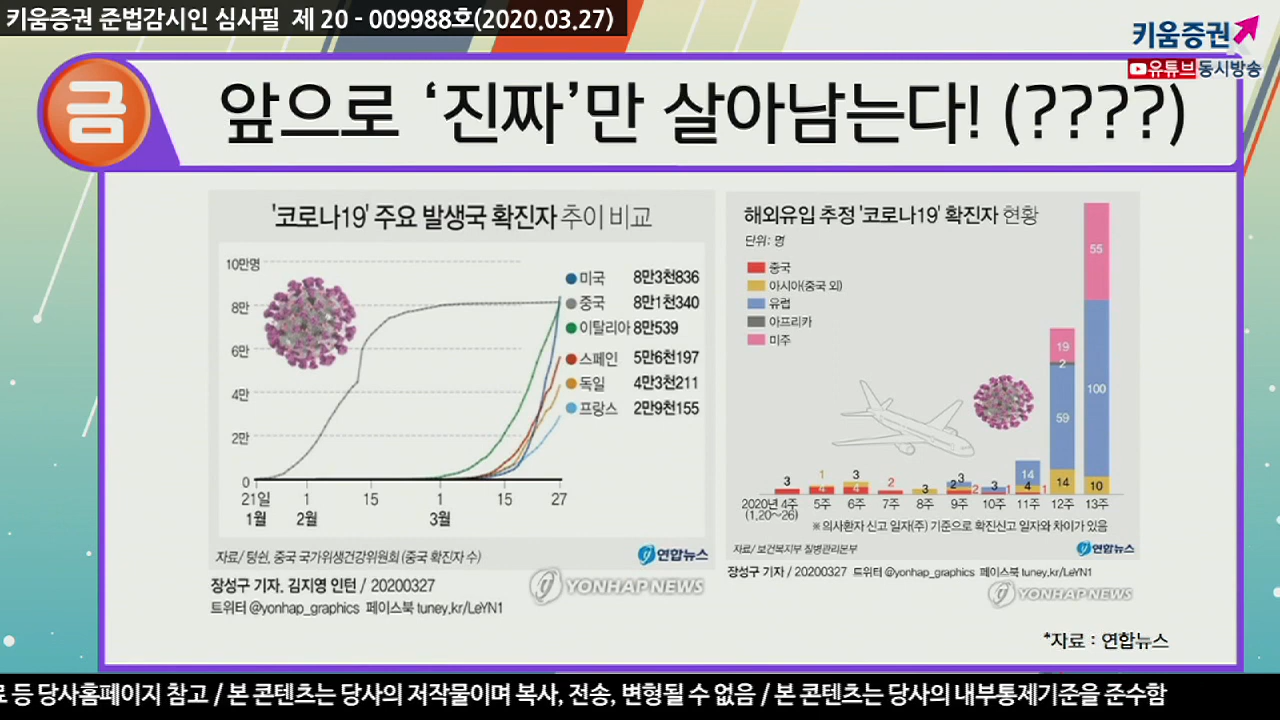 키움증권 준법감시인 심사필 제 20 - 009988호(2020.03.27)
키움증권
유튜브동시방송
금
앞으로 ‘진짜’만 살아남는다! (????)
'코로나19' 주요 발생국 확진자 추이 비교
10만명
8만
6만
4만
2만
0
21일 1 15 1 15 27
1월 2월 3월
미국 8만3천836
중국 8만1천340
이탈리아 8만539
스페인 5만6천197
독일 4만3천211
프랑스 2만9천155
자료/ 텅쉰, 중국 국가위생건강위원회 (중국 확진자 수)
연합뉴스
장성구 기자, 김지영 인턴 / 20200327
트위터 @yonhap_graphics 페이스북 tuney.kr/LeYN1
YONHAP NEWS
해외유입 추정 '코로나19' 확진자 현황
단위: 명
중국
아시아(중국 외)
유럽
아프리카
미주
3
1
4
3
4
2
3
3
2
2
3
1
14
4
1
19
2
59
14
55
100
10
2020년 4주 5주 6주 7주 8주 9주 10주 11주 12주 13주
(1.20~26)
※ 의사환자 신고 일자(주) 기준으로 확진신고 일자와 차이가 있음
자료/ 보건복지부 질병관리본부
연합뉴스
장성구 기자 / 20200327 트위터 @yonhap_graphics 페이스북 tuney.kr/LeYN1
YONHAP NEWS
*자료 : 연합뉴스
료 등 당사홈페이지 참고 / 본 콘텐츠는 당사의 저작물이며 복사, 전송, 변형될 수 없음 / 본 콘텐츠는 당사의 내부통제기준을 준수함